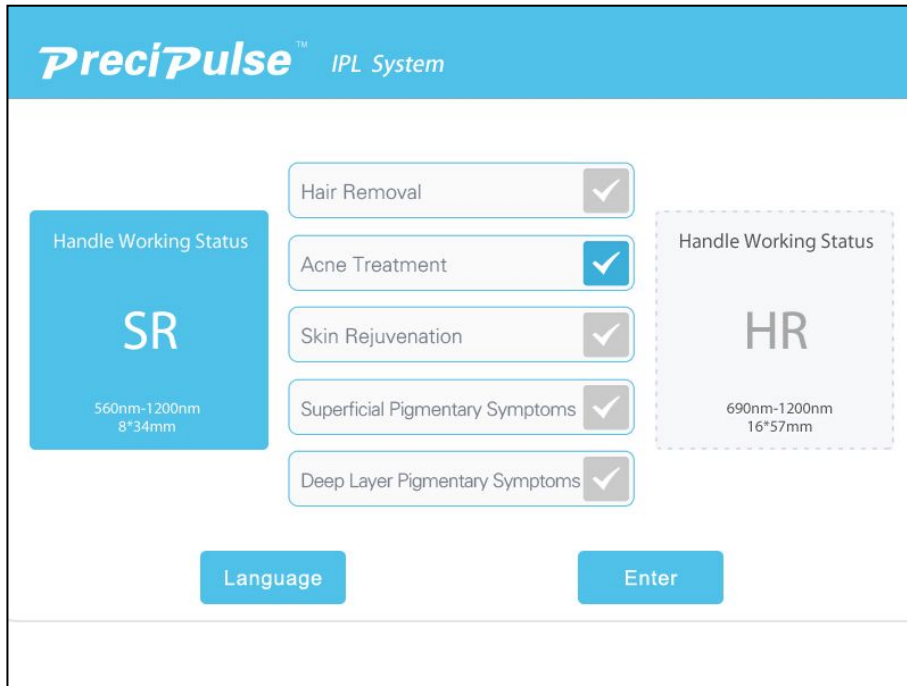 PreciPulse™ IPL System
Handle Working Status
SR
560nm-1200nm
8*34mm
Hair Removal
Acne Treatment
Skin Rejuvenation
Superficial Pigmentary Symptoms
Deep Layer Pigmentary Symptoms
Handle Working Status
HR
690nm-1200nm
16*57mm
Language
Enter